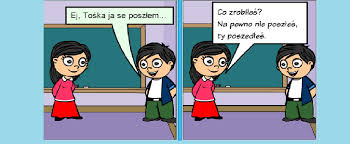 Ej, Tośka ja se poszłem...
Co zrobiłeś?
Na pewno nie poszłeś,
ty poszedłeś.